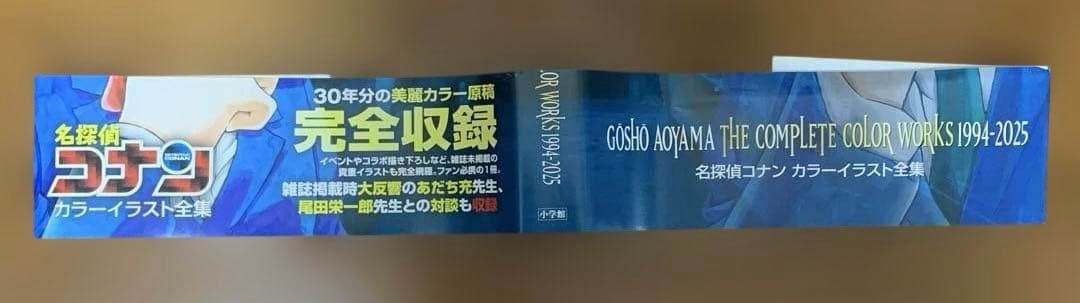 名探偵
コナン
DETECTIVE CONAN
カラーイラスト全集
30年分の美麗カラー原稿
完全収録
イベントやコラボ描き下ろしなど、雑誌未掲載の
貴重イラストも完全網羅。ファン必携の1冊。
雑誌掲載時大反響のあだち充先生、
尾田栄一郎先生との対談も収録
LOR WORKS 1994-2025
小学館
GŌSHŌ AOYAMA THE COMPLETE COLOR WORKS 1994-2025
名探偵コナン カラーイラスト全集